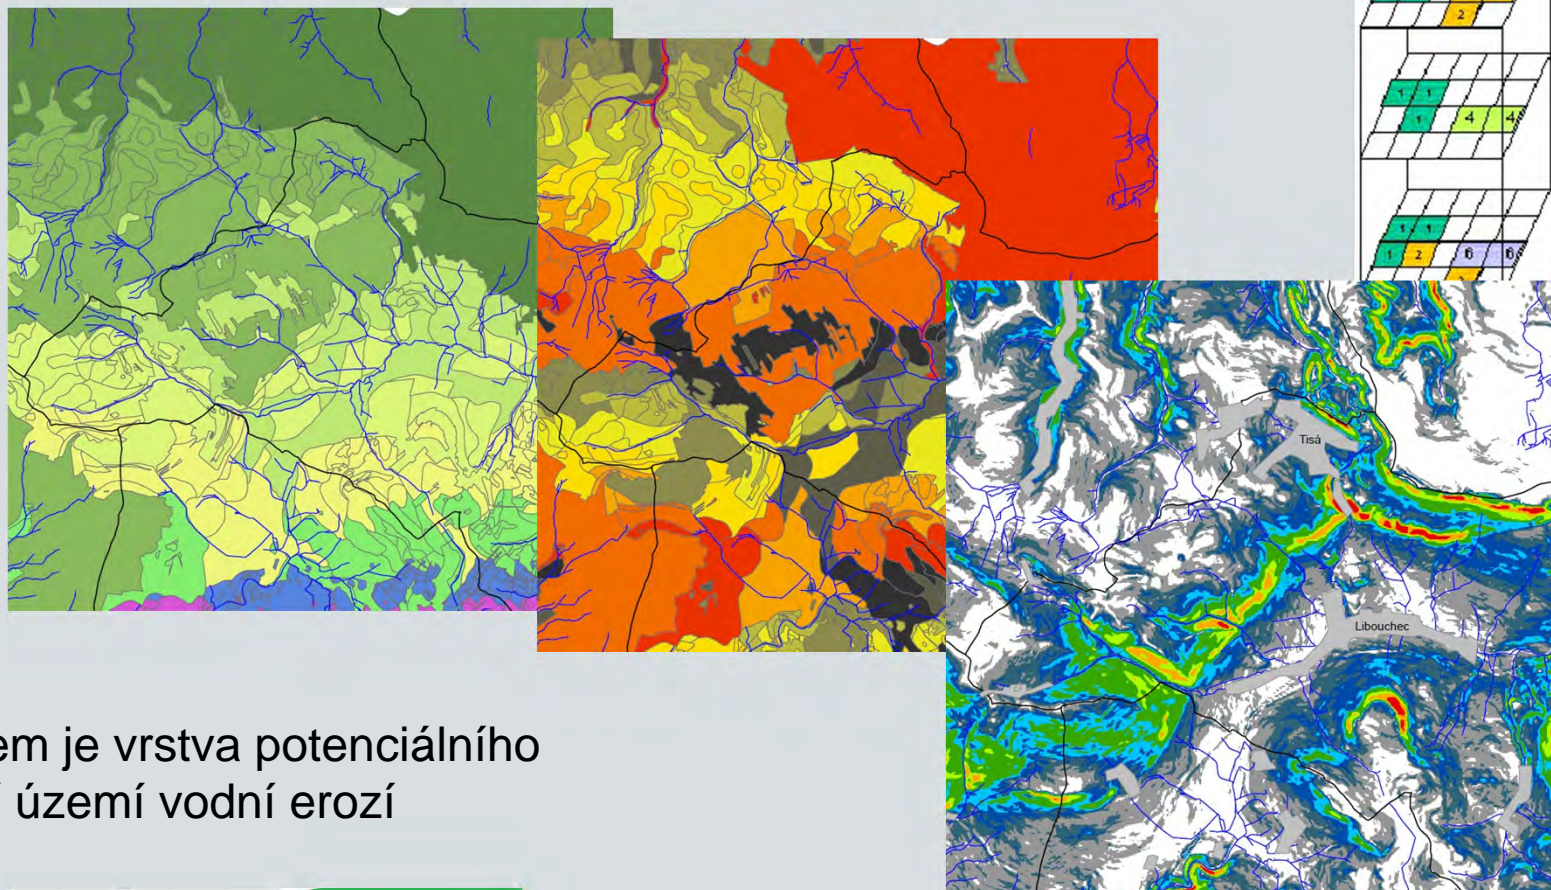 2
1 1
1 4 4
1 1
1 2 6 6
Tisá
Libouchec
em je vrstva potenciálního
í území vodní erozí